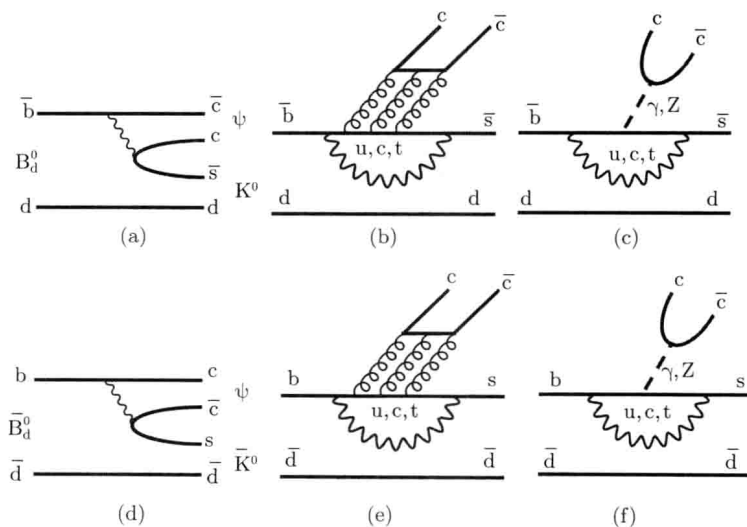 c c̅
c c̅
b̅ c̅ ψ
c
B⁰_d
s̅
K⁰
d d
(a)
b̅ s̅
u, c, t
d d
(b)
γ, Z
b̅ s̅
u, c, t
d d
(c)
c c̅
c c̅
b c ψ
c̅
B̅⁰_d
s
K̅⁰
d̅ d̅
(d)
b s
u, c, t
d̅ d̅
(e)
γ, Z
b s
u, c, t
d̅ d̅
(f)